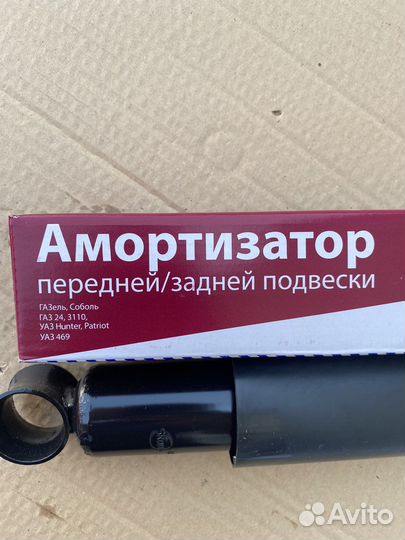 Амортизатор
передней/задней подвески
ГАЗель, Соболь
ГАЗ 24, 3110,
УАЗ Hunter, Patriot
УАЗ 469
Avito